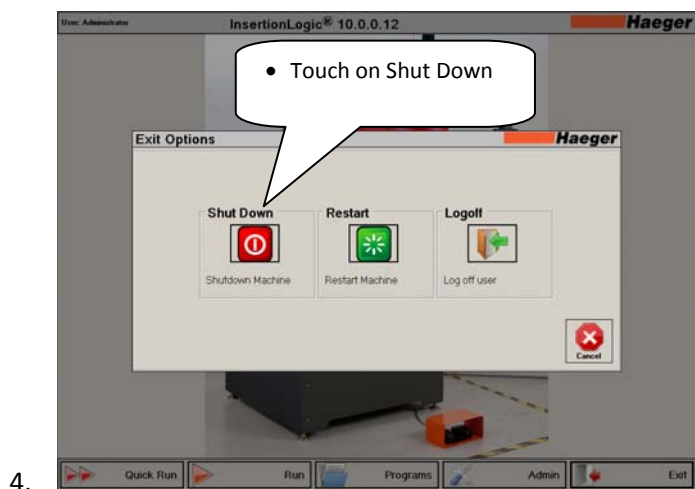 User: Administrator
InsertionLogic® 10.0.0.12
Haeger
• Touch on Shut Down
Exit Options
Haeger
Shut Down
Restart
Logoff
Shutdown Machine
Restart Machine
Log off user
Cancel
4.
Quick Run
Run
Programs
Admin
Exit